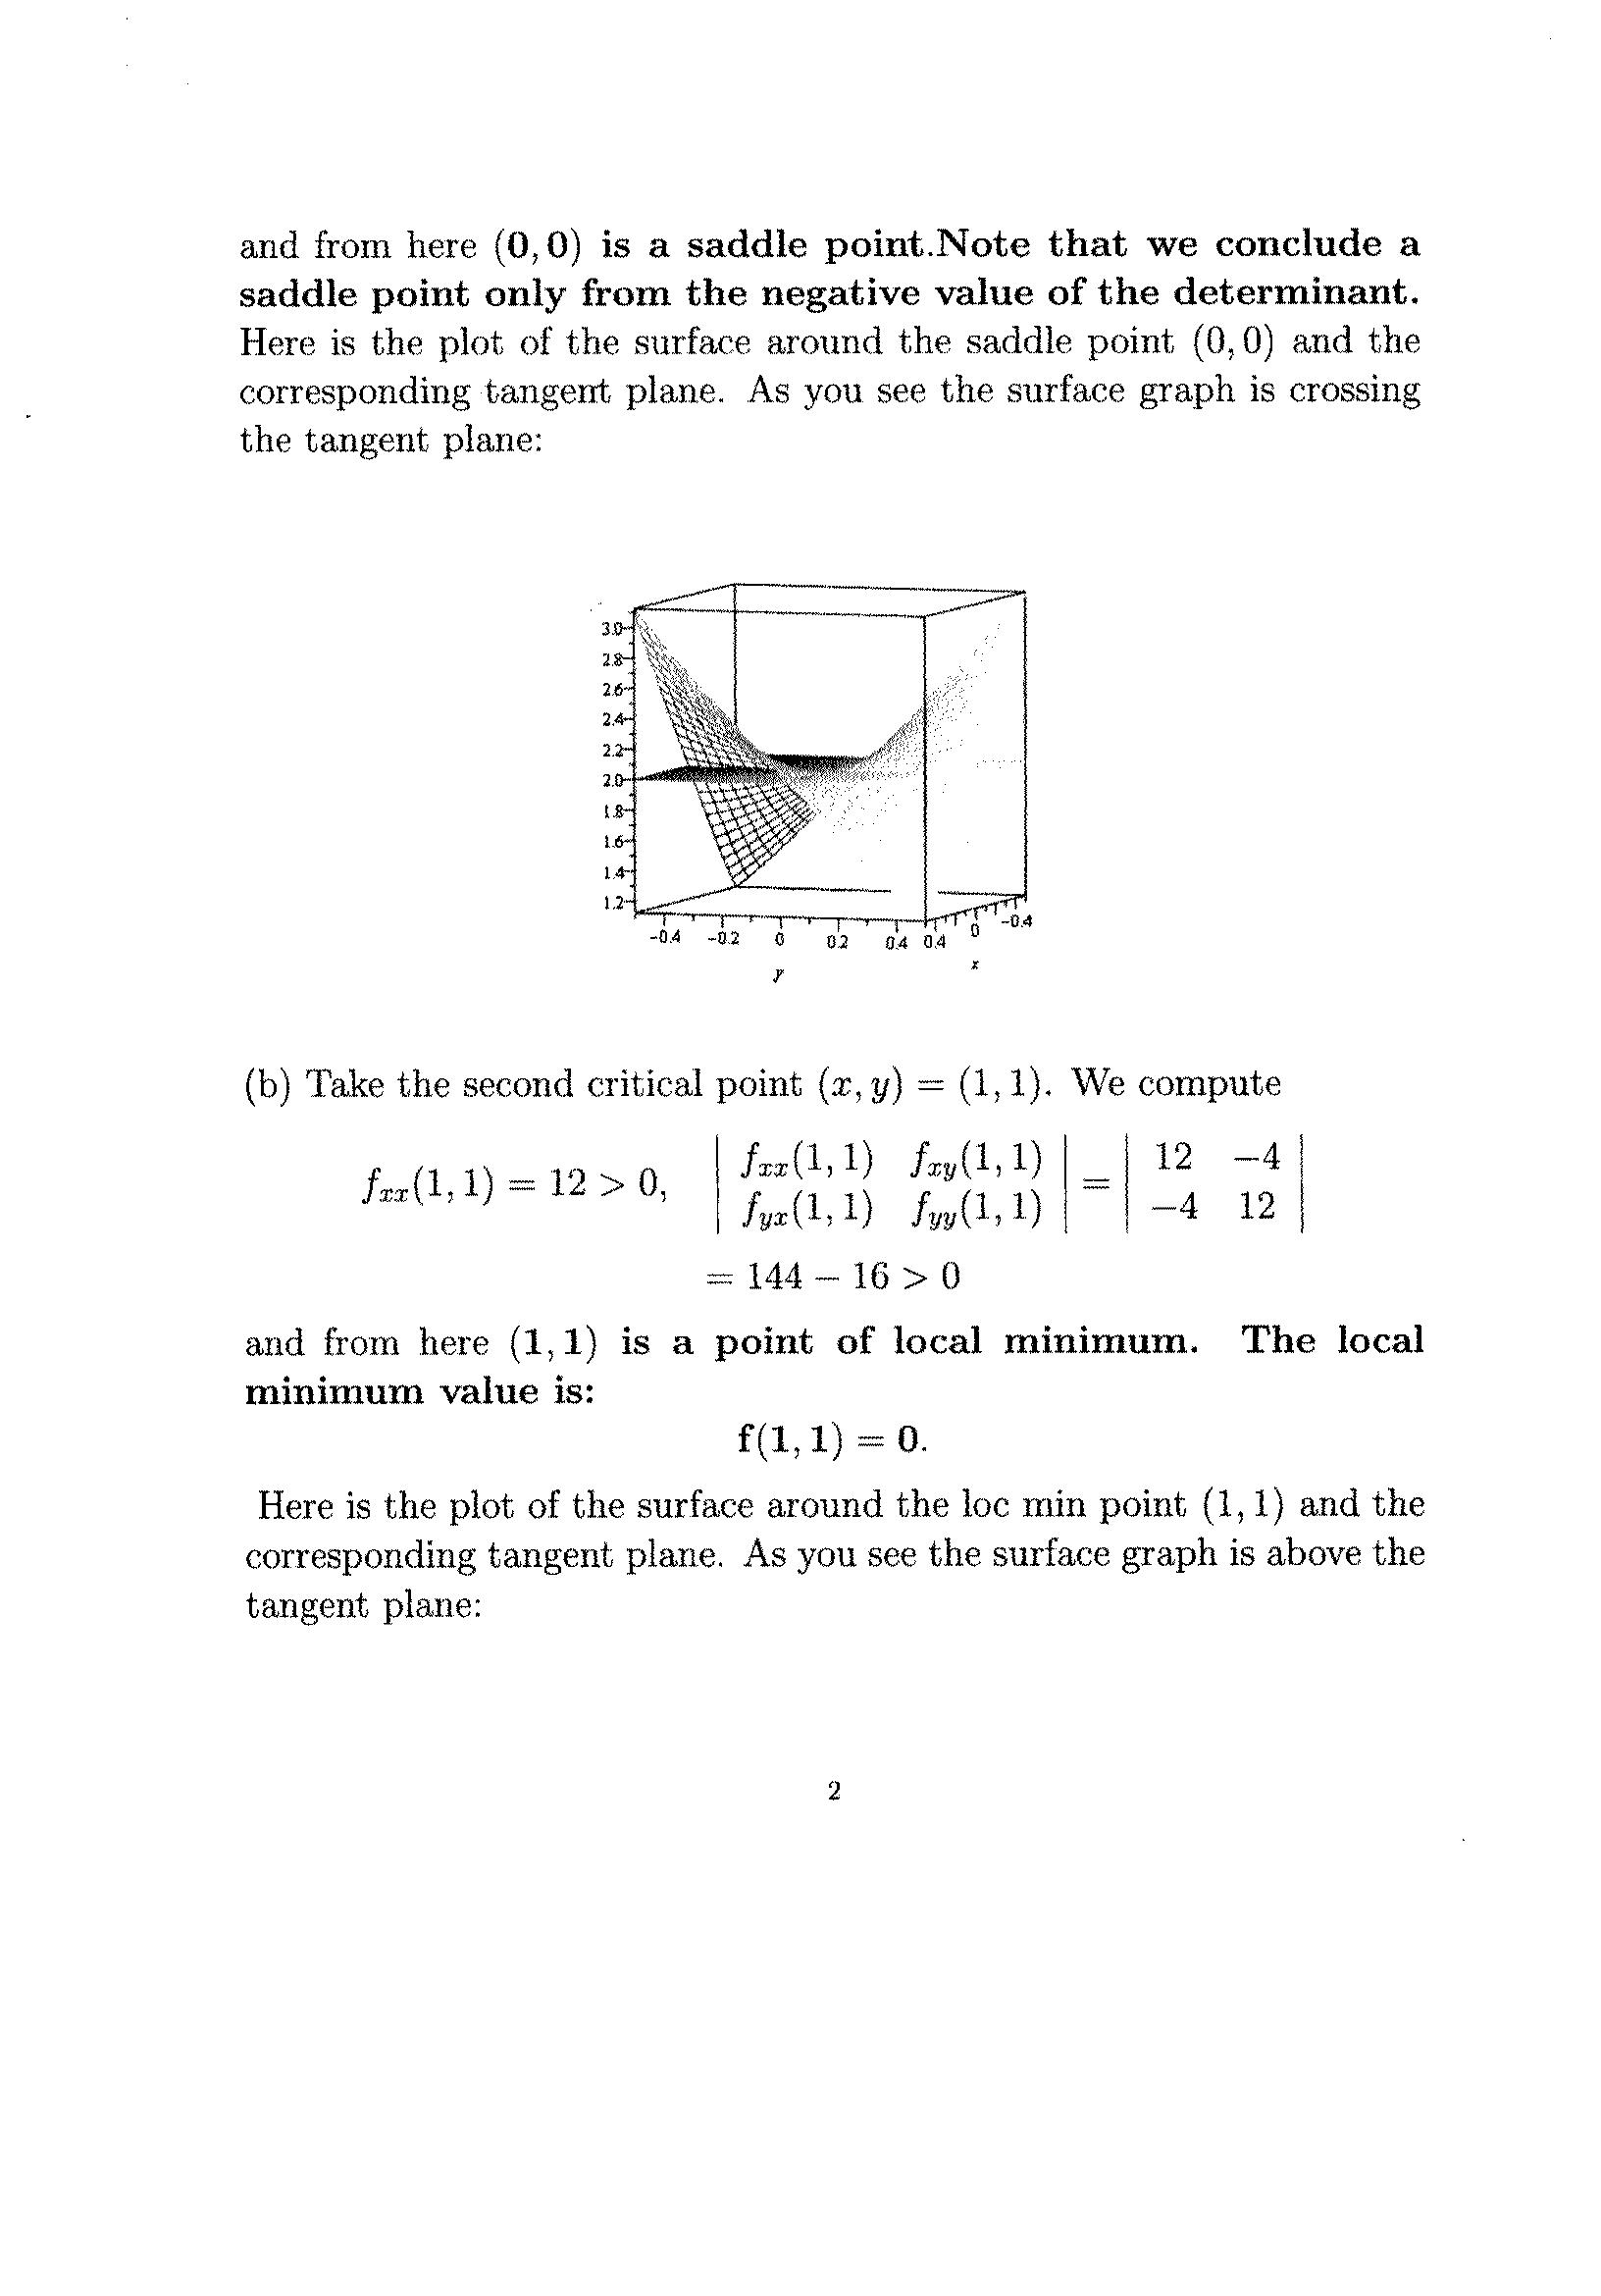 and from here (0, 0) is a saddle point.Note that we conclude a
saddle point only from the negative value of the determinant.
Here is the plot of the surface around the saddle point (0, 0) and the
corresponding tangent plane. As you see the surface graph is crossing
the tangent plane:
3.0
2.8
2.6
2.4
2.2
2.0
1.8
1.6
1.4
1.2
-0.4 -0.2 0 0.2 0.4 0.4 0 -0.4
y x
(b) Take the second critical point (x, y) = (1, 1). We compute
f_{xx}(1, 1) = 12 > 0, | f_{xx}(1, 1) f_{xy}(1, 1) | = | 12 −4 |
| f_{yx}(1, 1) f_{yy}(1, 1) | | −4 12 |
= 144 − 16 > 0
and from here (1, 1) is a point of local minimum. The local
minimum value is:
f(1, 1) = 0.
Here is the plot of the surface around the loc min point (1, 1) and the
corresponding tangent plane. As you see the surface graph is above the
tangent plane:
2